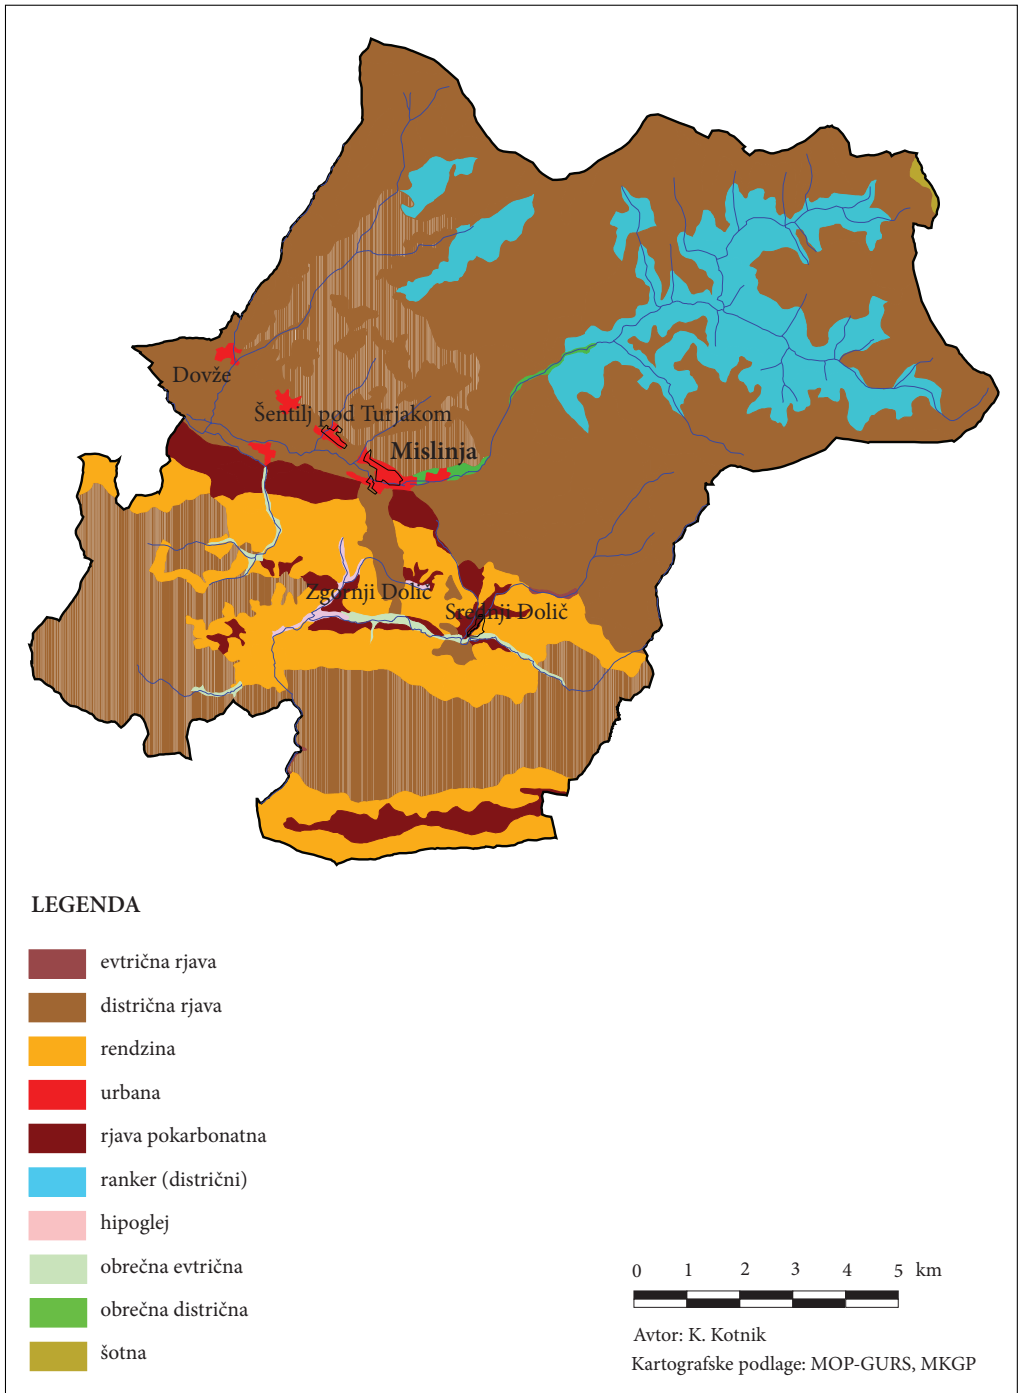 Dovže
Šentilj pod Turjakom
Mislinja
Zgornji Dolič
Srednji Dolič
LEGENDA
evtrična rjava
distrična rjava
rendzina
urbana
rjava pokarbonatna
ranker (distrični)
hipoglej
obrečna evtrična
obrečna distrična
šotna
0 1 2 3 4 5 km
Avtor: K. Kotnik
Kartografske podlage: MOP-GURS, MKGP